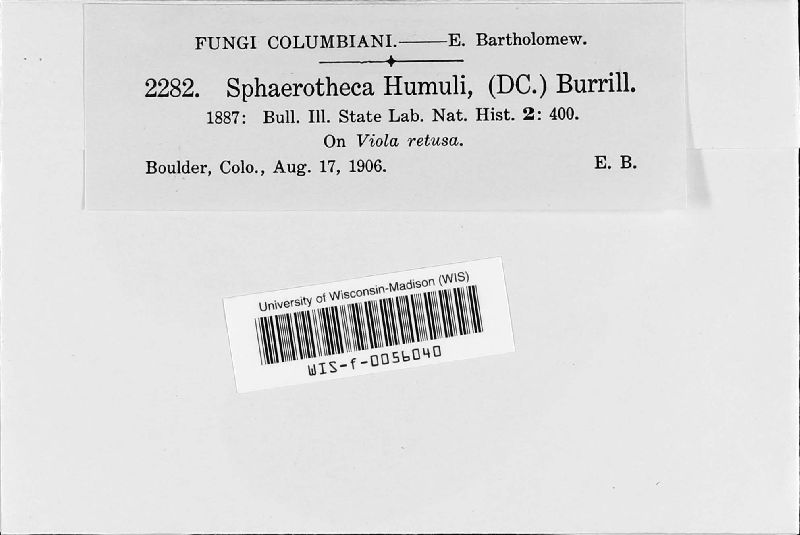 FUNGI COLUMBIANI.——E. Bartholomew.
2282. Sphaerotheca Humuli, (DC.) Burrill.
1887: Bull. Ill. State Lab. Nat. Hist. 2: 400.
On Viola retusa.
Boulder, Colo., Aug. 17, 1906. E. B.
University of Wisconsin-Madison (WIS)
WIS-f-0056040